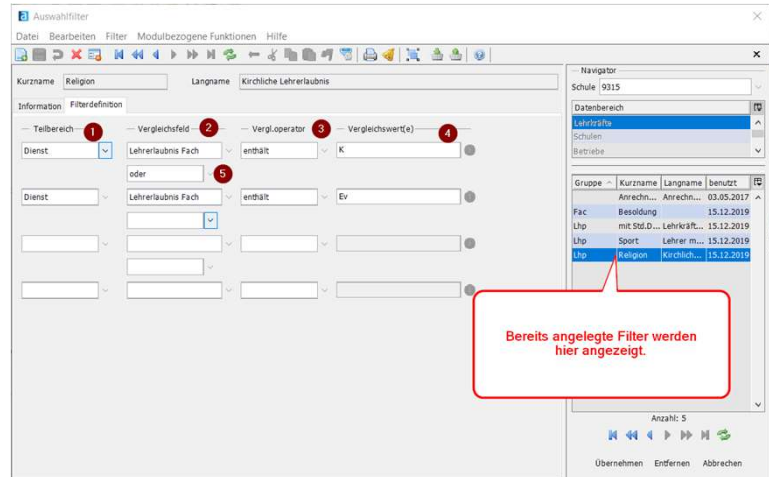 a Auswahlfilter
Datei Bearbeiten Filter Modulbezogene Funktionen Hilfe
Kurzname Religion Langname Kirchliche Lehrerlaubnis
Information Filterdefinition
Teilbereich 1 Vergleichsfeld 2 Vergl.operator 3 Vergleichswert(e) 4
Dienst Lehrerlaubnis Fach enthält K
oder 5
Dienst Lehrerlaubnis Fach enthält Ev
Navigator
Schule 9315
Datenbereich
Lehrkräfte
Schulen
Betriebe
Gruppe Kurzname Langname benutzt
Anrechn... Anrechn... 03.05.2017
Fac Besoldung 15.12.2019
Lhp mit Std.D... Lehrkräft... 15.12.2019
Lhp Sport Lehrer m... 15.12.2019
Lhp Religion Kirchlich... 15.12.2019
Bereits angelegte Filter werden
hier angezeigt.
Anzahl: 5
Übernehmen Entfernen Abbrechen